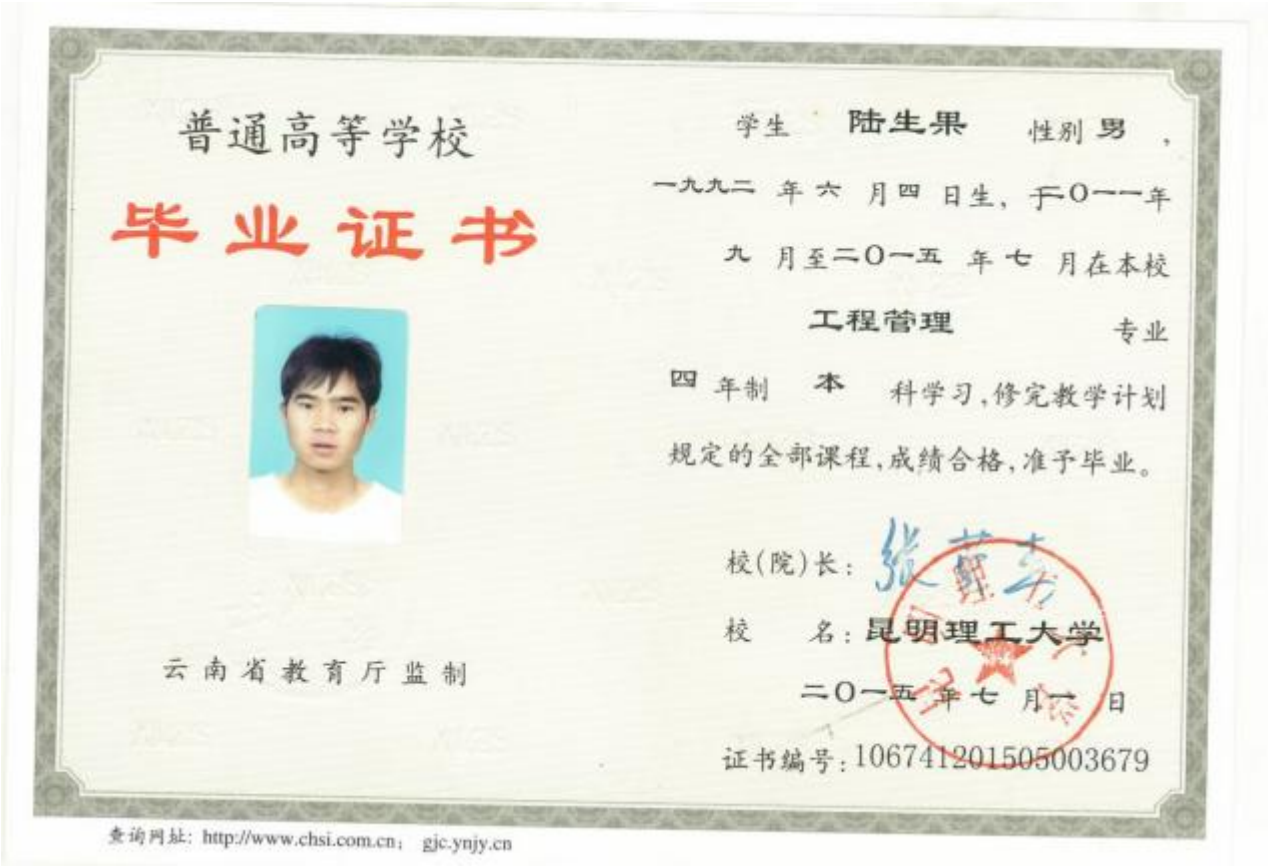 普通高等学校
毕业证书
云南省教育厅监制
学生 陆生果 性别 男，
一九九二 年 六 月 四 日生，于二〇一一年
九 月至二〇一五 年 七 月在本校
工程管理 专业
四 年制 本 科学习，修完教学计划
规定的全部课程，成绩合格，准予毕业。
校(院)长：
校 名：昆明理工大学
二〇一五 年 七 月 一 日
证书编号：106741201505003679
昆明理工大学
查询网址：http://www.chsi.com.cn； gjc.ynjy.cn